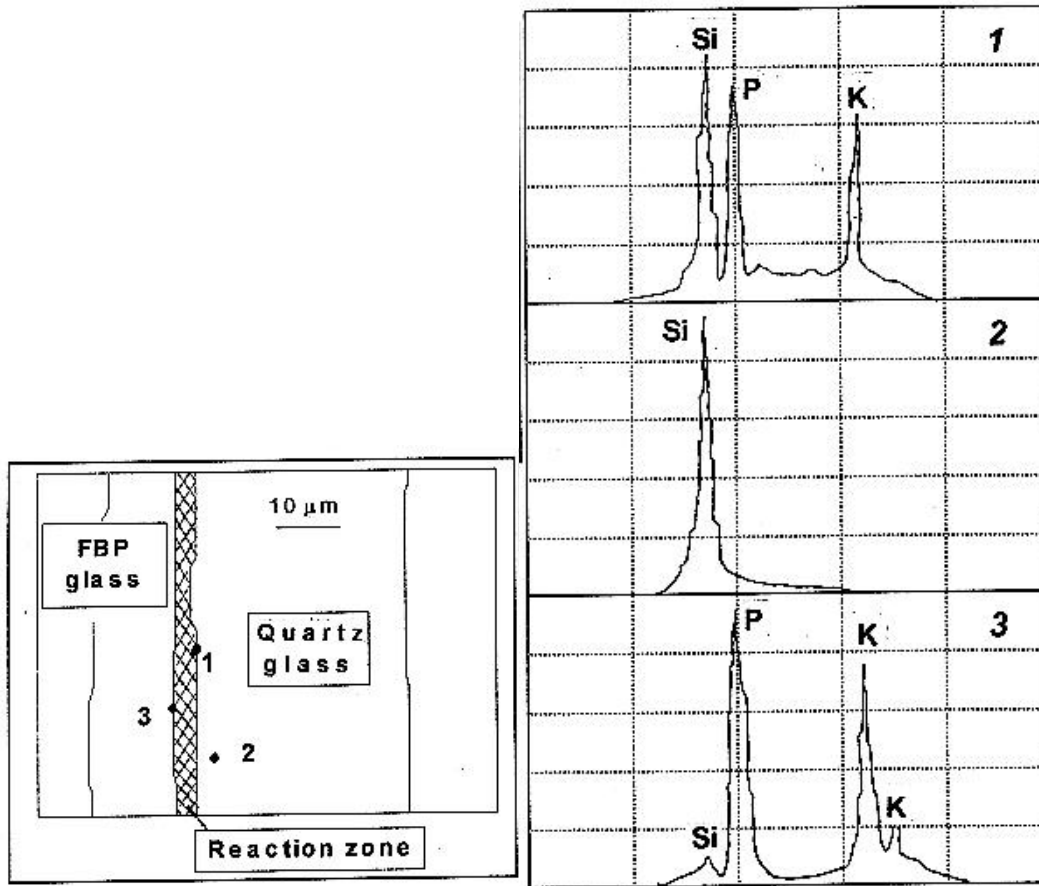 Si
P
K
1
Si
2
P
K
3
Si
K
10 µm
FBP
glass
Quartz
glass
1
3
2
Reaction zone